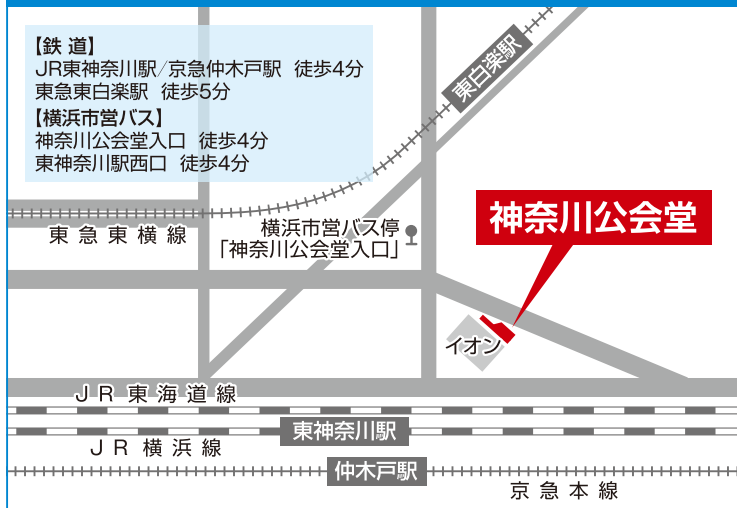 【鉄 道】
JR東神奈川駅/京急仲木戸駅 徒歩4分
東急東白楽駅 徒歩5分
【横浜市営バス】
神奈川公会堂入口 徒歩4分
東神奈川駅西口 徒歩4分
東白楽駅
神奈川公会堂
東急東横線
横浜市営バス停
「神奈川公会堂入口」
イオン
JR東海道線
東神奈川駅
JR横浜線
仲木戸駅
京急本線